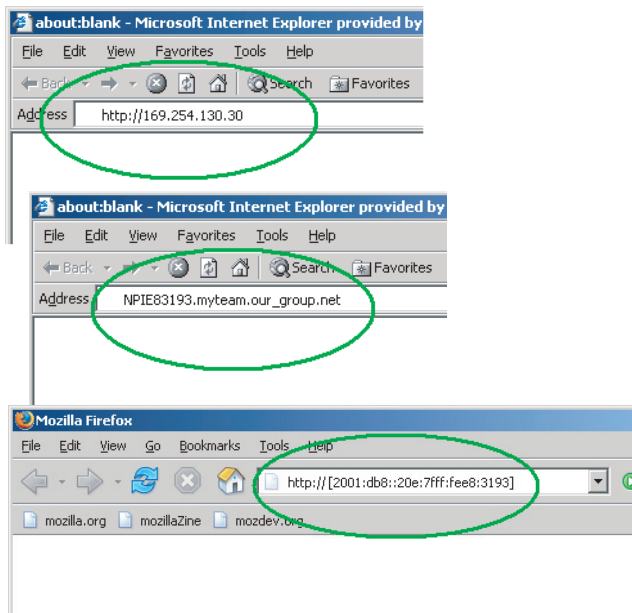 about:blank - Microsoft Internet Explorer provided by
File Edit View Favorites Tools Help
Back Search Favorites
Address http://169.254.130.30
about:blank - Microsoft Internet Explorer provided by
File Edit View Favorites Tools Help
Back Search Favorites
Address NPIE83193.myteam.our_group.net
Mozilla Firefox
File Edit View Go Bookmarks Tools Help
http://[2001:db8::20e:7fff:fee8:3193]
mozilla.org mozillaZine mozdev.org